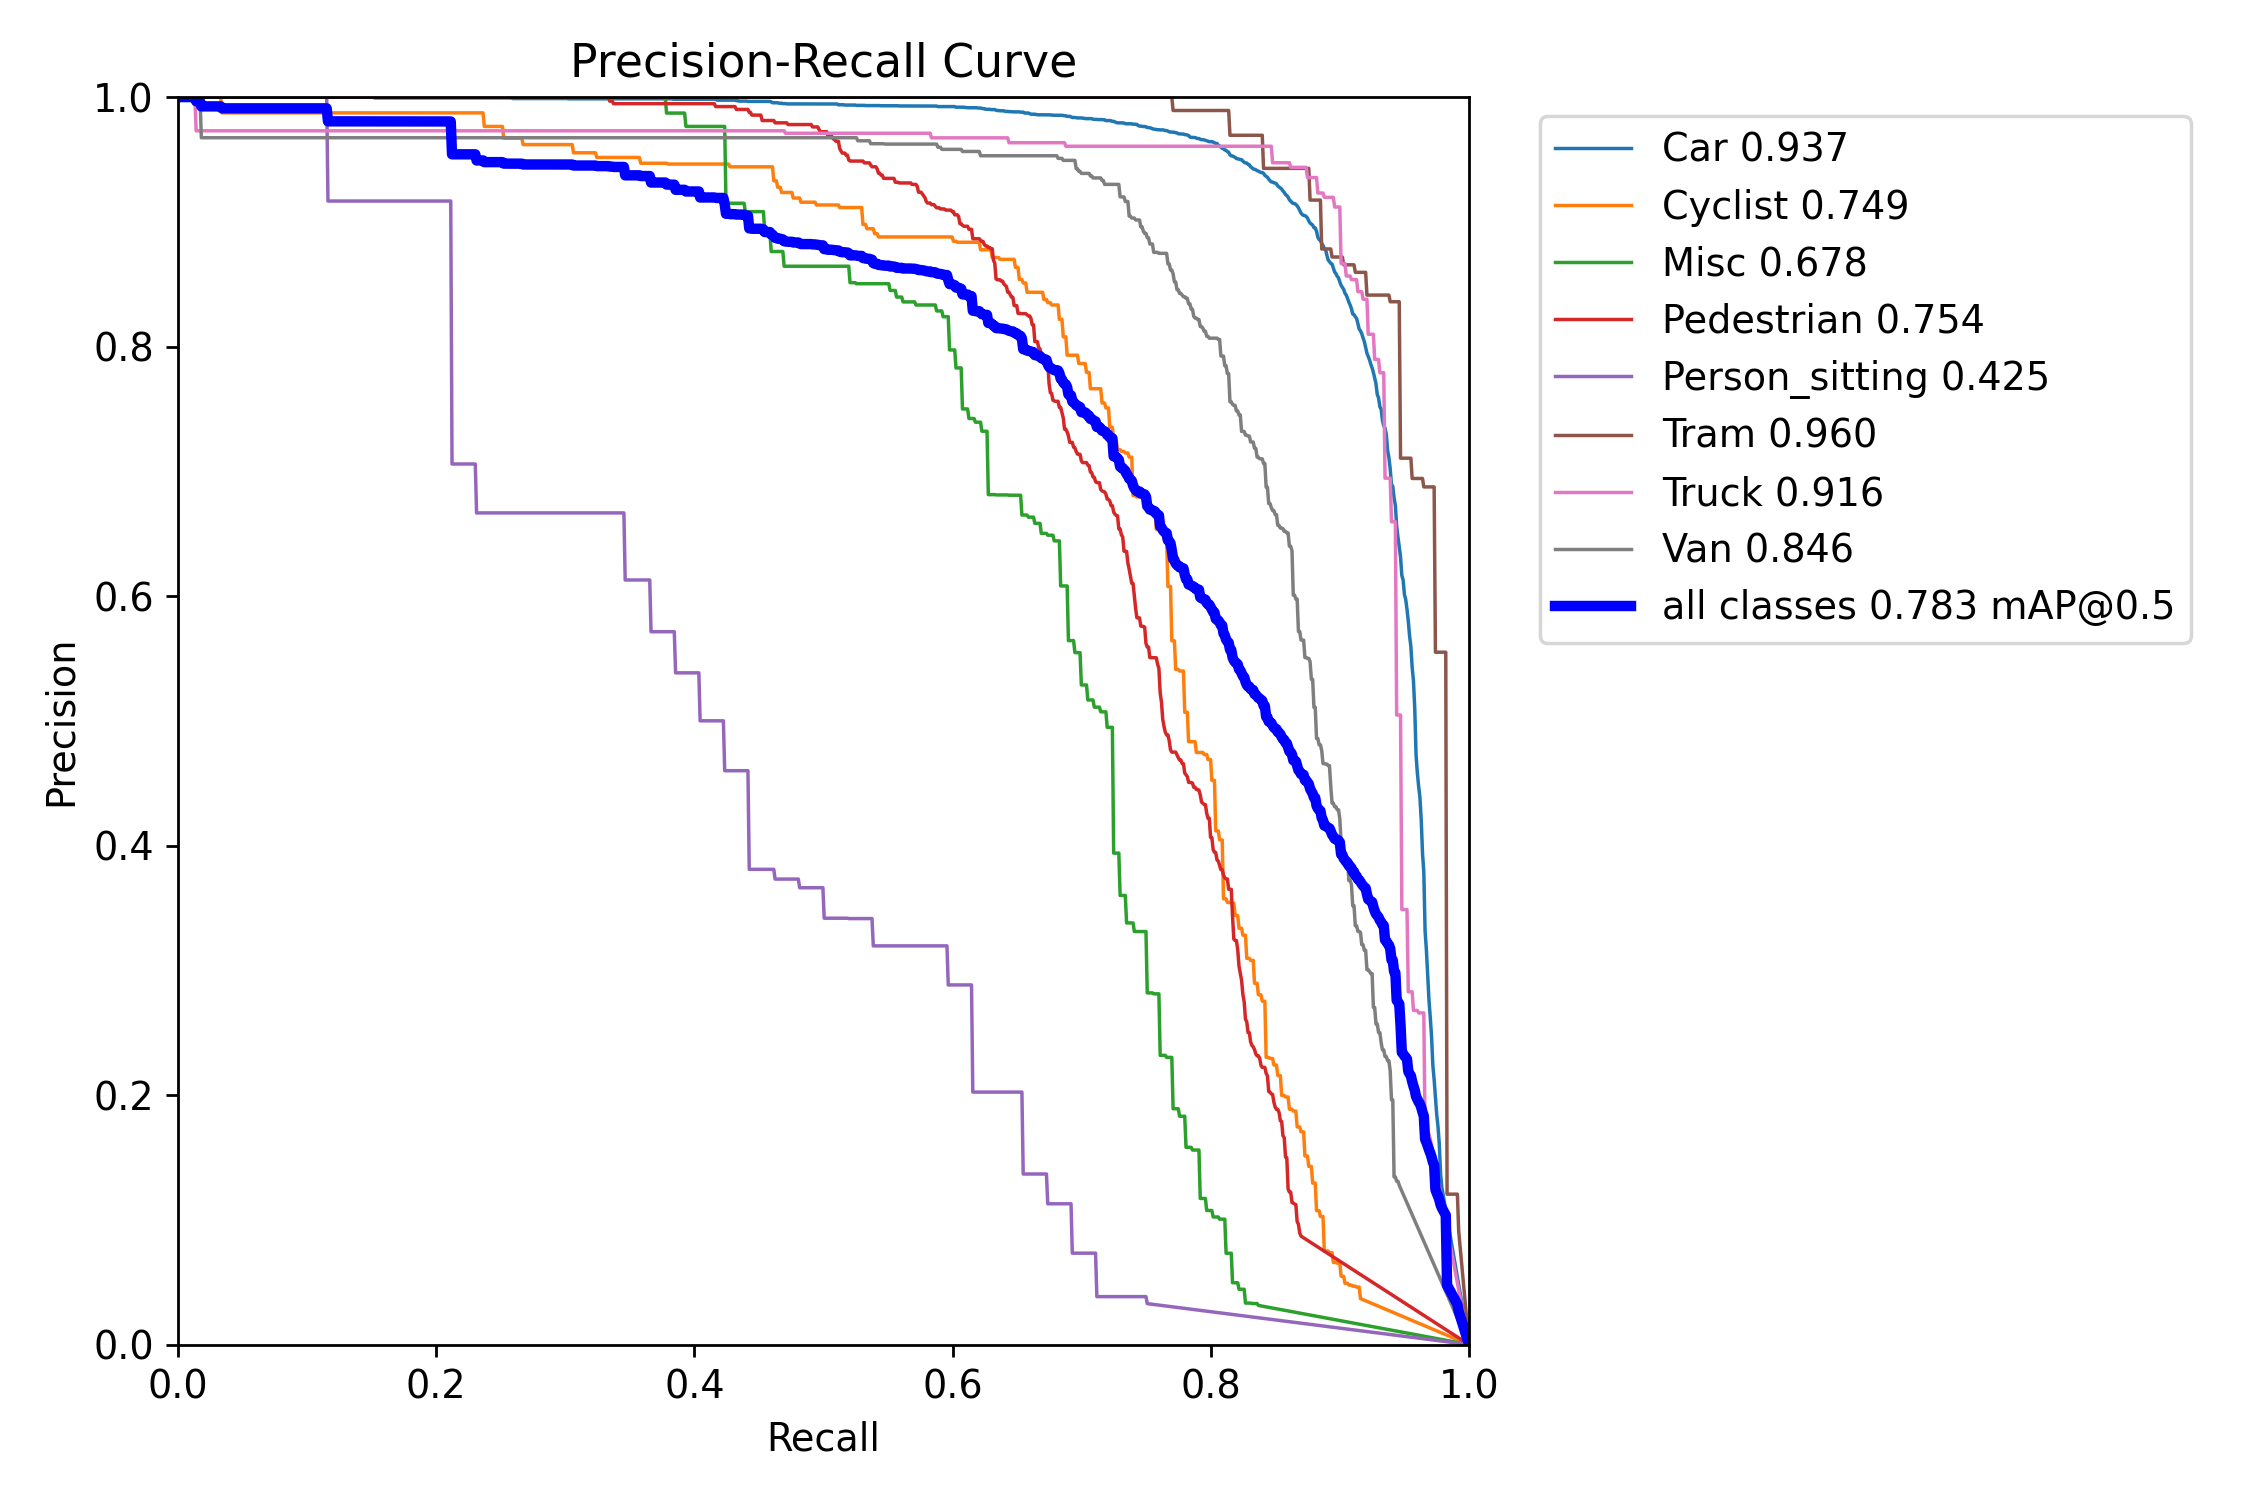 Precision-Recall Curve
1.0
0.8
0.6
0.4
0.2
0.0
Precision
0.0 0.2 0.4 0.6 0.8 1.0
Recall
Car 0.937
Cyclist 0.749
Misc 0.678
Pedestrian 0.754
Person_sitting 0.425
Tram 0.960
Truck 0.916
Van 0.846
all classes 0.783 mAP@0.5